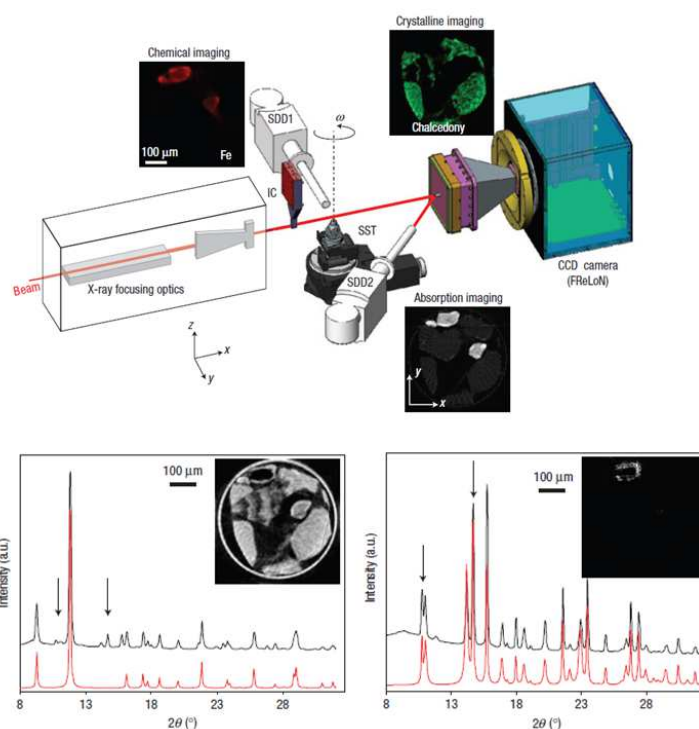 Chemical imaging
100 μm
Fe
SDD1
ω
IC
Crystalline imaging
Chalcedony
CCD camera
(FReLoN)
SST
SDD2
Beam
X-ray focusing optics
z
x
y
Absorption imaging
y
x
Intensity (a.u.)
100 μm
8
13
18
23
28
2θ (°)
Intensity (a.u.)
100 μm
8
13
18
23
28
2θ (°)